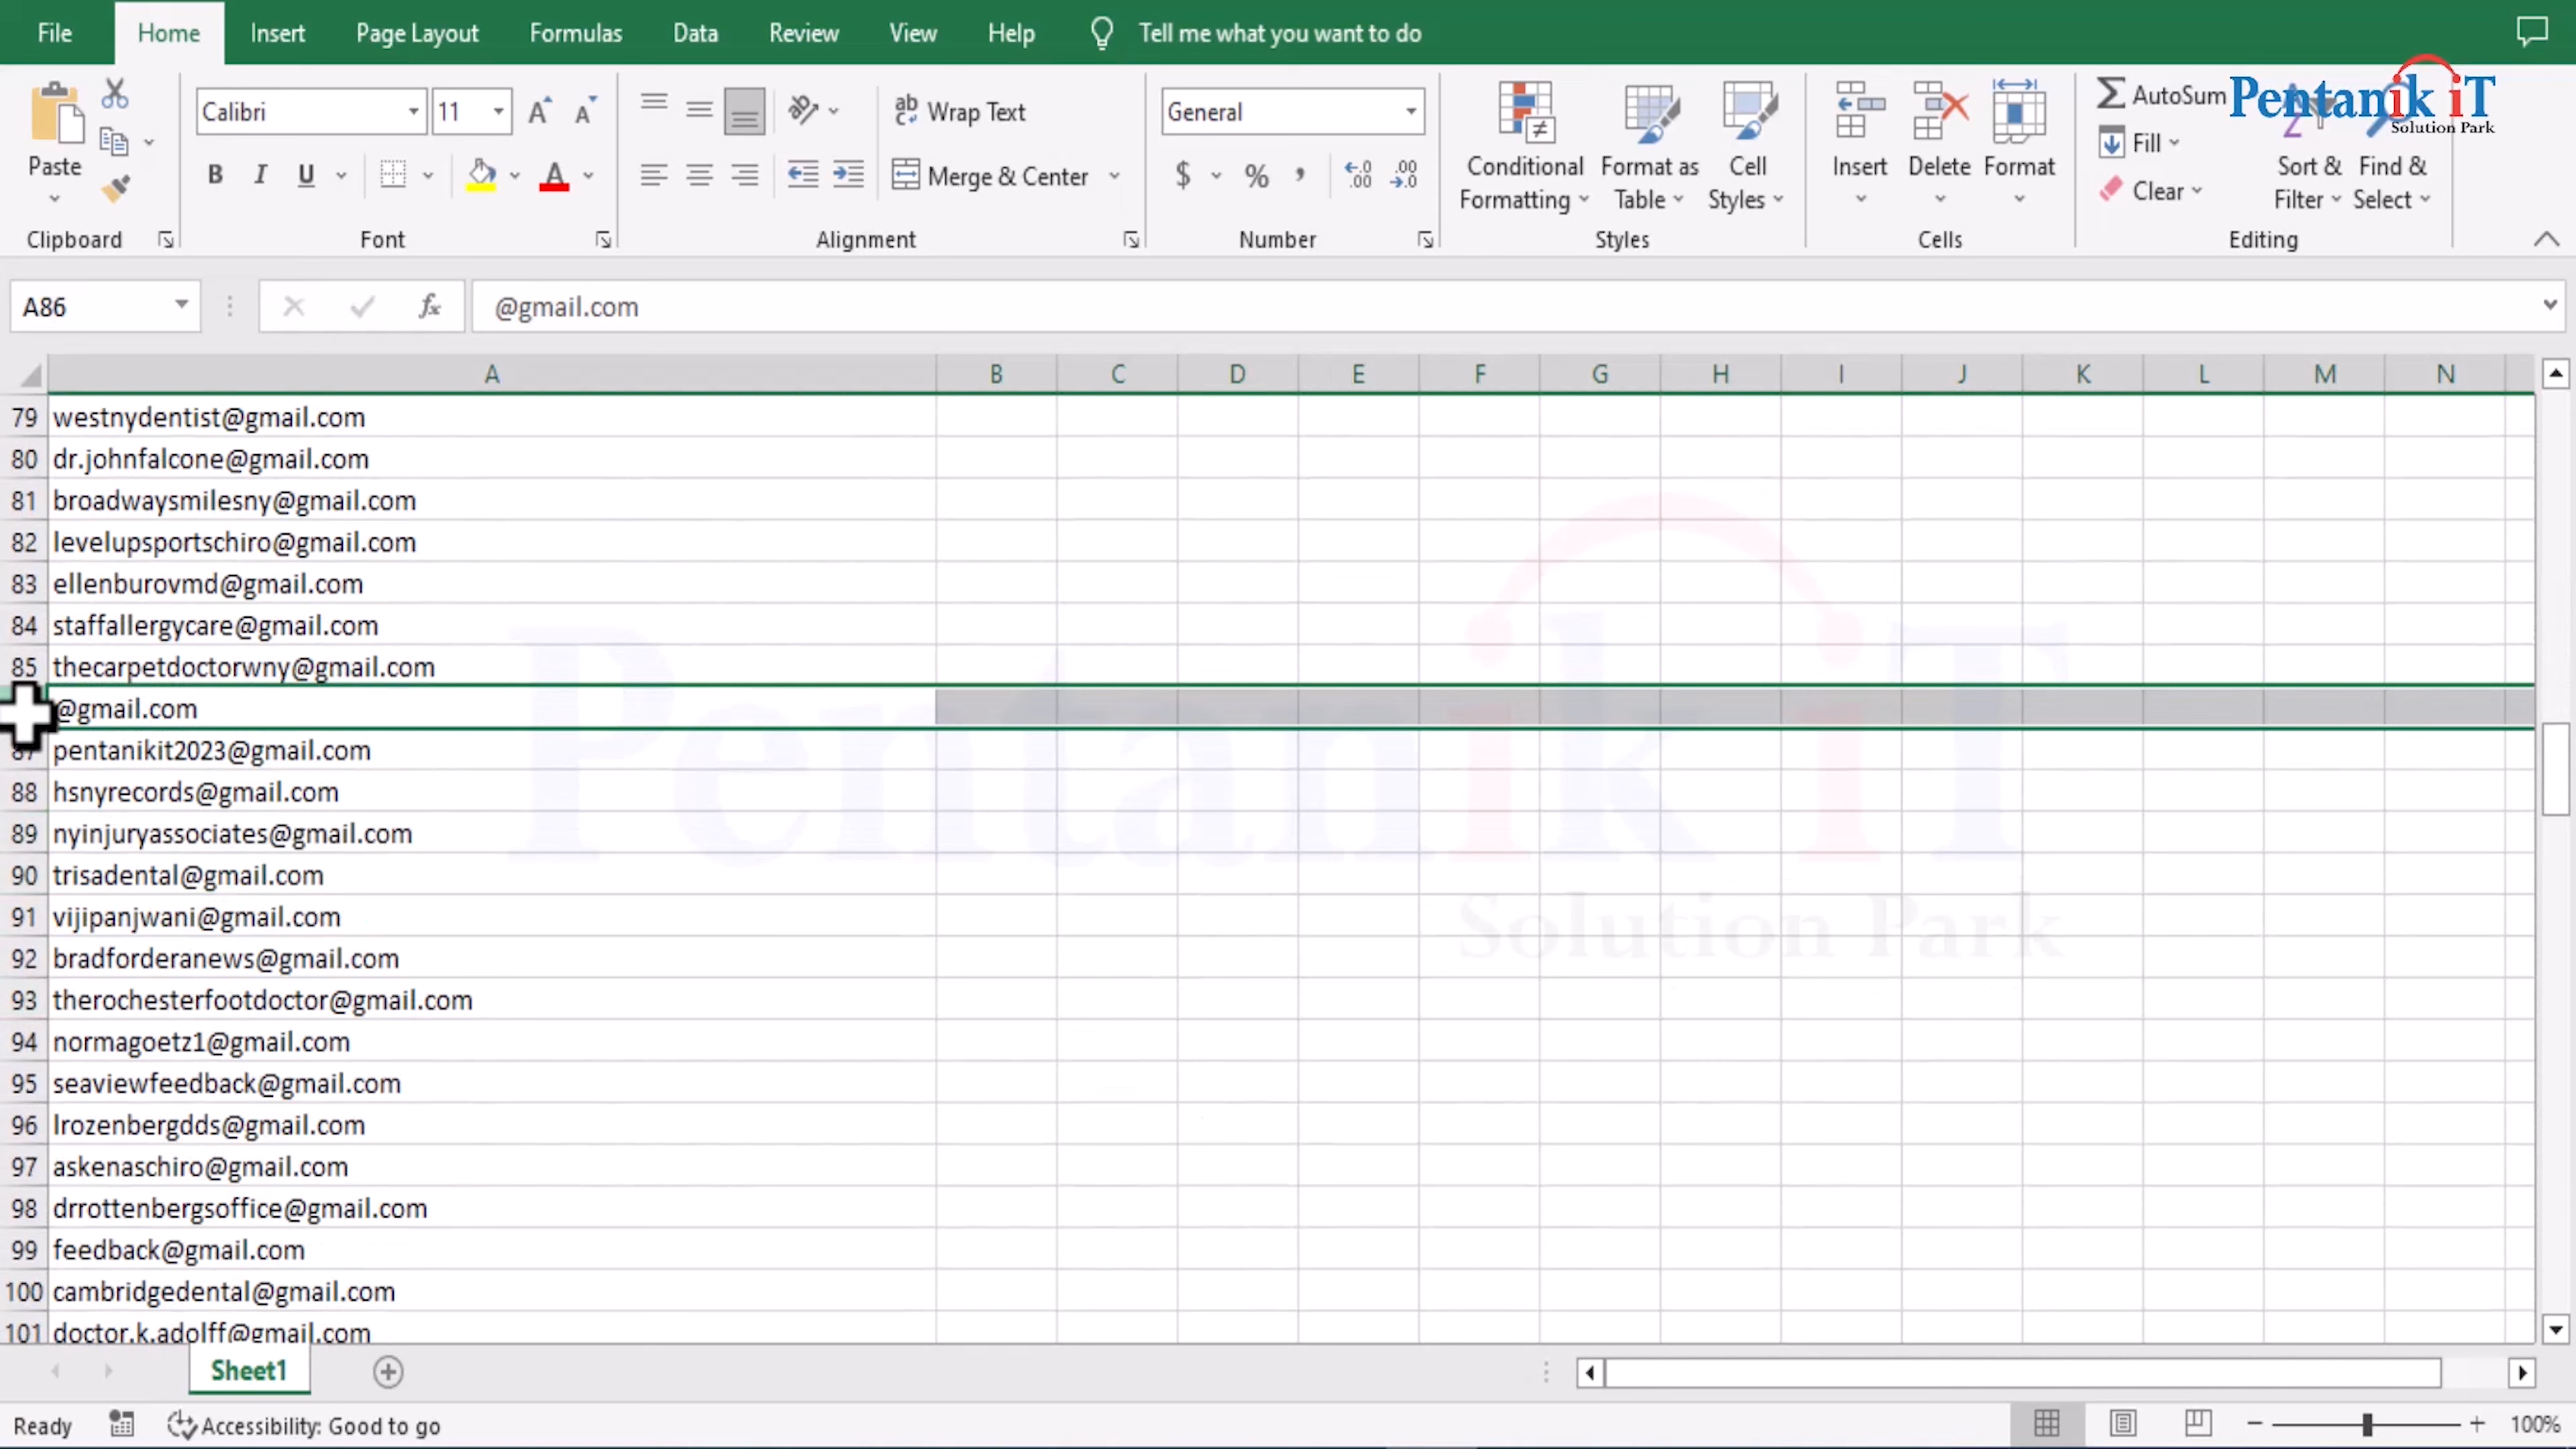 File Home Insert Page Layout Formulas Data Review View Help Tell me what you want to do
Pentanik iT
Solution Park
Paste
Clipboard
Calibri 11
B I U
Font
Wrap Text
Merge & Center
Alignment
General
$ % ,
Number
Conditional Formatting
Format as Table
Cell Styles
Styles
Insert Delete Format
Cells
AutoSum
Fill
Clear
Sort & Filter
Find & Select
Editing
A86 fx @gmail.com
A B C D E F G H I J K L M N
79 westnydentist@gmail.com
80 dr.johnfalcone@gmail.com
81 broadwaysmilesny@gmail.com
82 levelupsportschiro@gmail.com
83 ellenburovmd@gmail.com
84 staffallergycare@gmail.com
85 thecarpetdoctorwny@gmail.com
@gmail.com
87 pentanikit2023@gmail.com
88 hsnyrecords@gmail.com
89 nyinjuryassociates@gmail.com
90 trisadental@gmail.com
91 vijipanjwani@gmail.com
92 bradforderanews@gmail.com
93 therochesterfootdoctor@gmail.com
94 normagoetz1@gmail.com
95 seaviewfeedback@gmail.com
96 lrozenbergdds@gmail.com
97 askenaschiro@gmail.com
98 drrottenbergsoffice@gmail.com
99 feedback@gmail.com
100 cambridgedental@gmail.com
101 doctor.k.adolff@gmail.com
Pentanik iT
Solution Park
Sheet1
Ready Accessibility: Good to go 100%